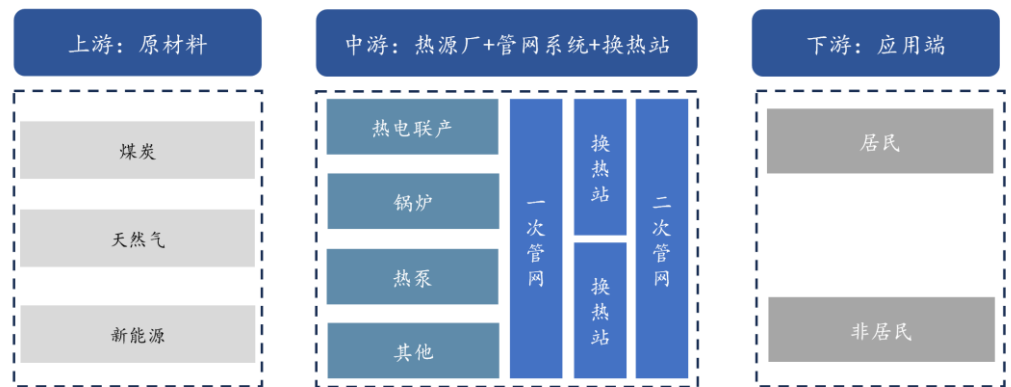 上游：原材料
中游：热源厂+管网系统+换热站
下游：应用端
煤炭
天然气
新能源
热电联产
锅炉
热泵
其他
一次管网
换热站
换热站
二次管网
居民
非居民